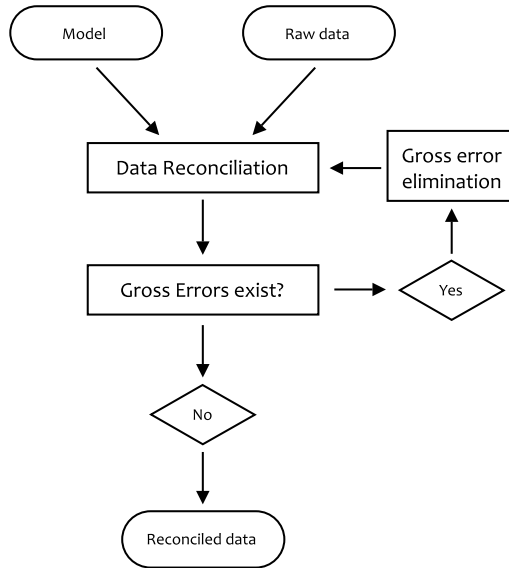 Model
Raw data
Data Reconciliation
Gross error
elimination
Gross Errors exist?
Yes
No
Reconciled data